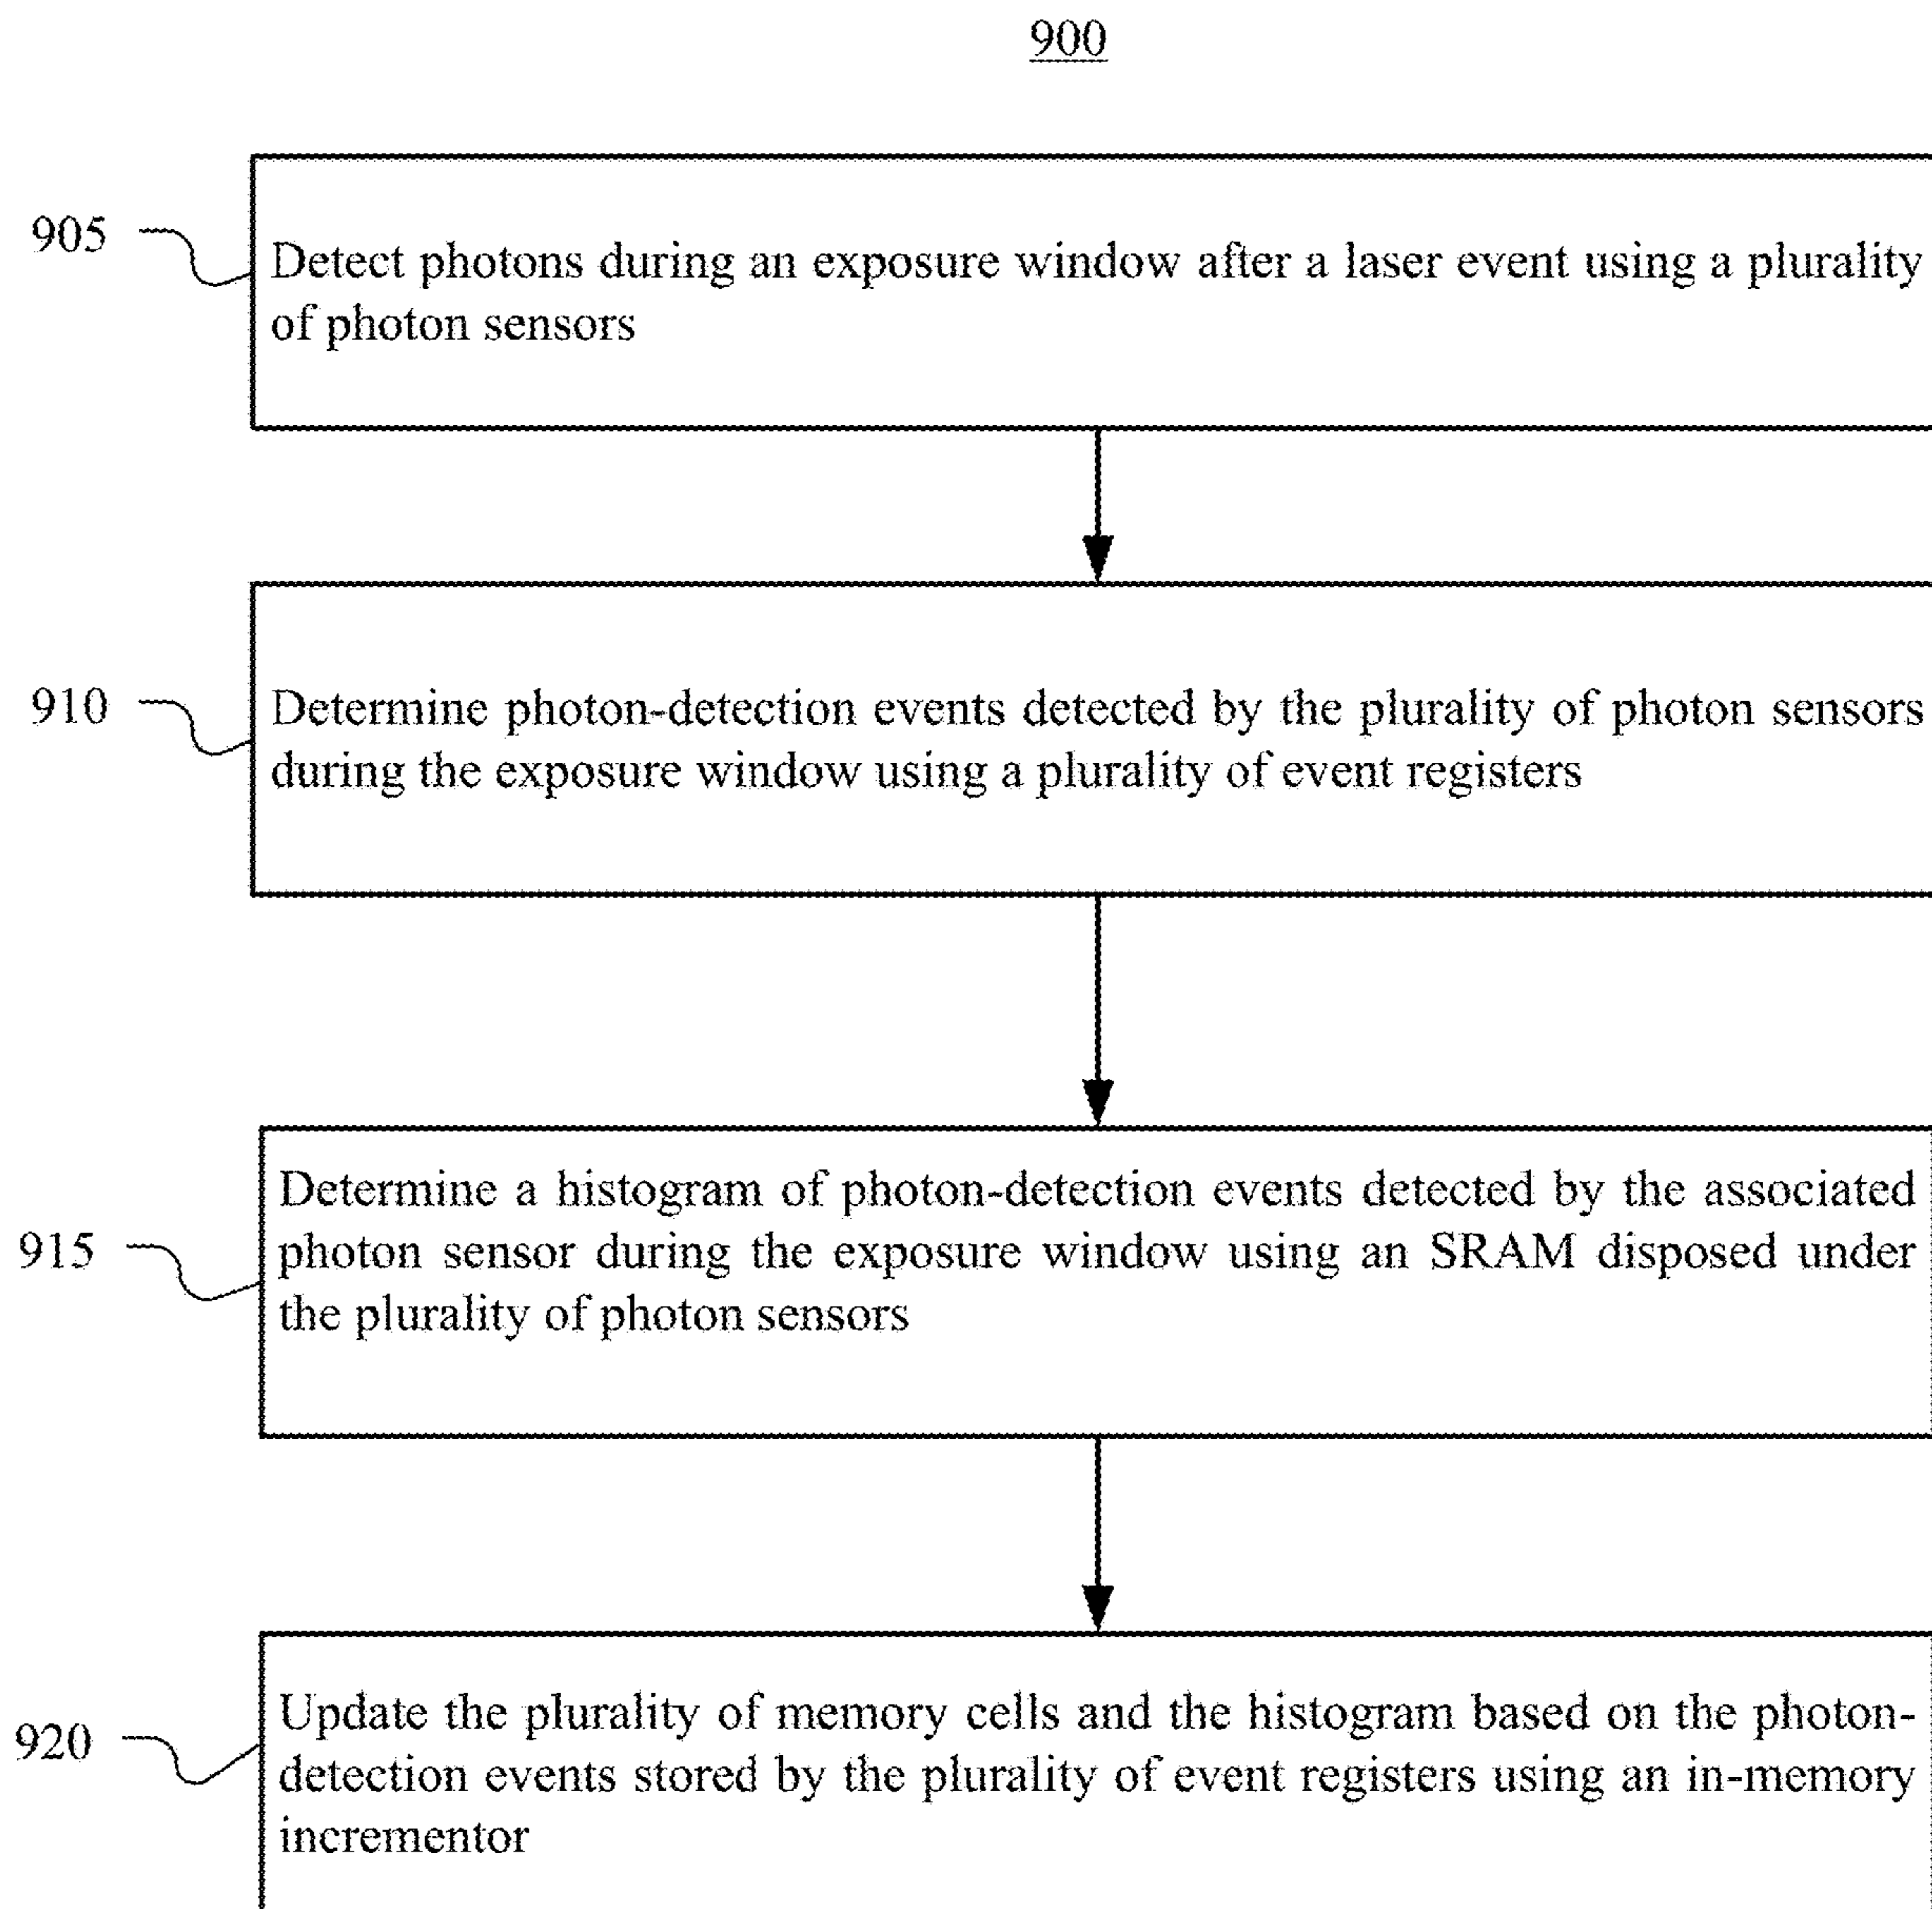 900
905
Detect photons during an exposure window after a laser event using a plurality
of photon sensors
910
Determine photon-detection events detected by the plurality of photon sensors
during the exposure window using a plurality of event registers
915
Determine a histogram of photon-detection events detected by the associated
photon sensor during the exposure window using an SRAM disposed under
the plurality of photon sensors
920
Update the plurality of memory cells and the histogram based on the photon-
detection events stored by the plurality of event registers using an in-memory
incrementor